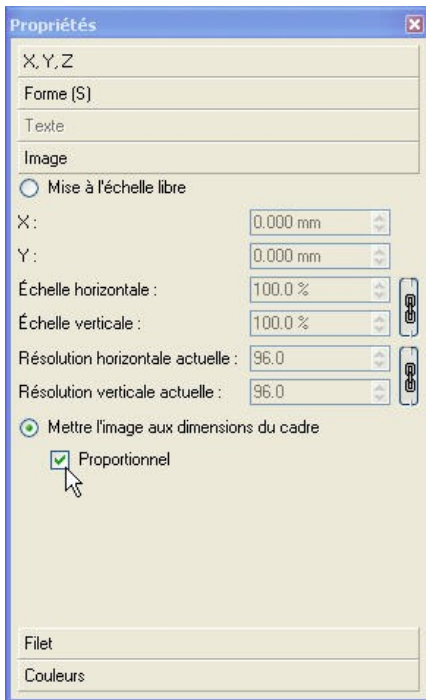 Propriétés
X, Y, Z
Forme (S)
Texte
Image
Mise à l'échelle libre
X : 0.000 mm
Y : 0.000 mm
Échelle horizontale : 100.0 %
Échelle verticale : 100.0 %
Résolution horizontale actuelle : 96.0
Résolution verticale actuelle : 96.0
Mettre l'image aux dimensions du cadre
Proportionnel
Filet
Couleurs